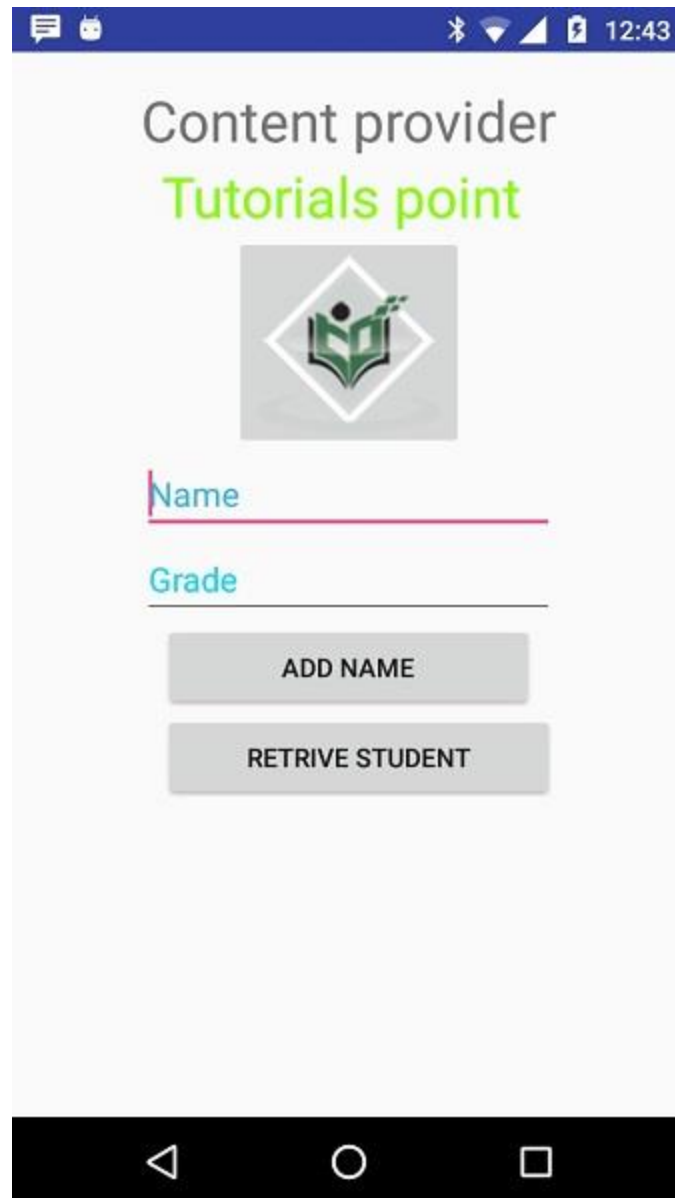 12:43
Content provider
Tutorials point
Name
Grade
ADD NAME
RETRIVE STUDENT